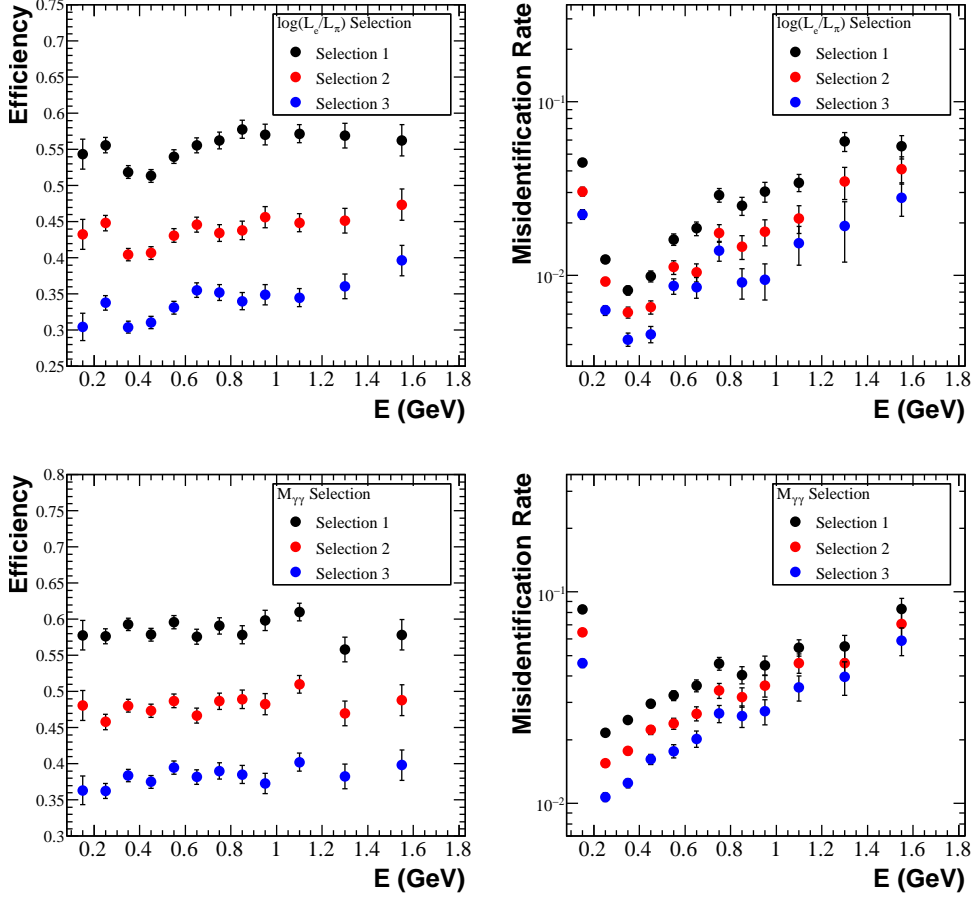 Efficiency
0.75
0.7
0.65
0.6
0.55
0.5
0.45
0.4
0.35
0.3
0.25
log(L_e/L_π) Selection
Selection 1
Selection 2
Selection 3
0.2 0.4 0.6 0.8 1 1.2 1.4 1.6 1.8
E (GeV)
Misidentification Rate
10⁻¹
10⁻²
log(L_e/L_π) Selection
Selection 1
Selection 2
Selection 3
0.2 0.4 0.6 0.8 1 1.2 1.4 1.6 1.8
E (GeV)
Efficiency
0.8
0.75
0.7
0.65
0.6
0.55
0.5
0.45
0.4
0.35
0.3
M_γγ Selection
Selection 1
Selection 2
Selection 3
0.2 0.4 0.6 0.8 1 1.2 1.4 1.6 1.8
E (GeV)
Misidentification Rate
10⁻¹
10⁻²
M_γγ Selection
Selection 1
Selection 2
Selection 3
0.2 0.4 0.6 0.8 1 1.2 1.4 1.6 1.8
E (GeV)